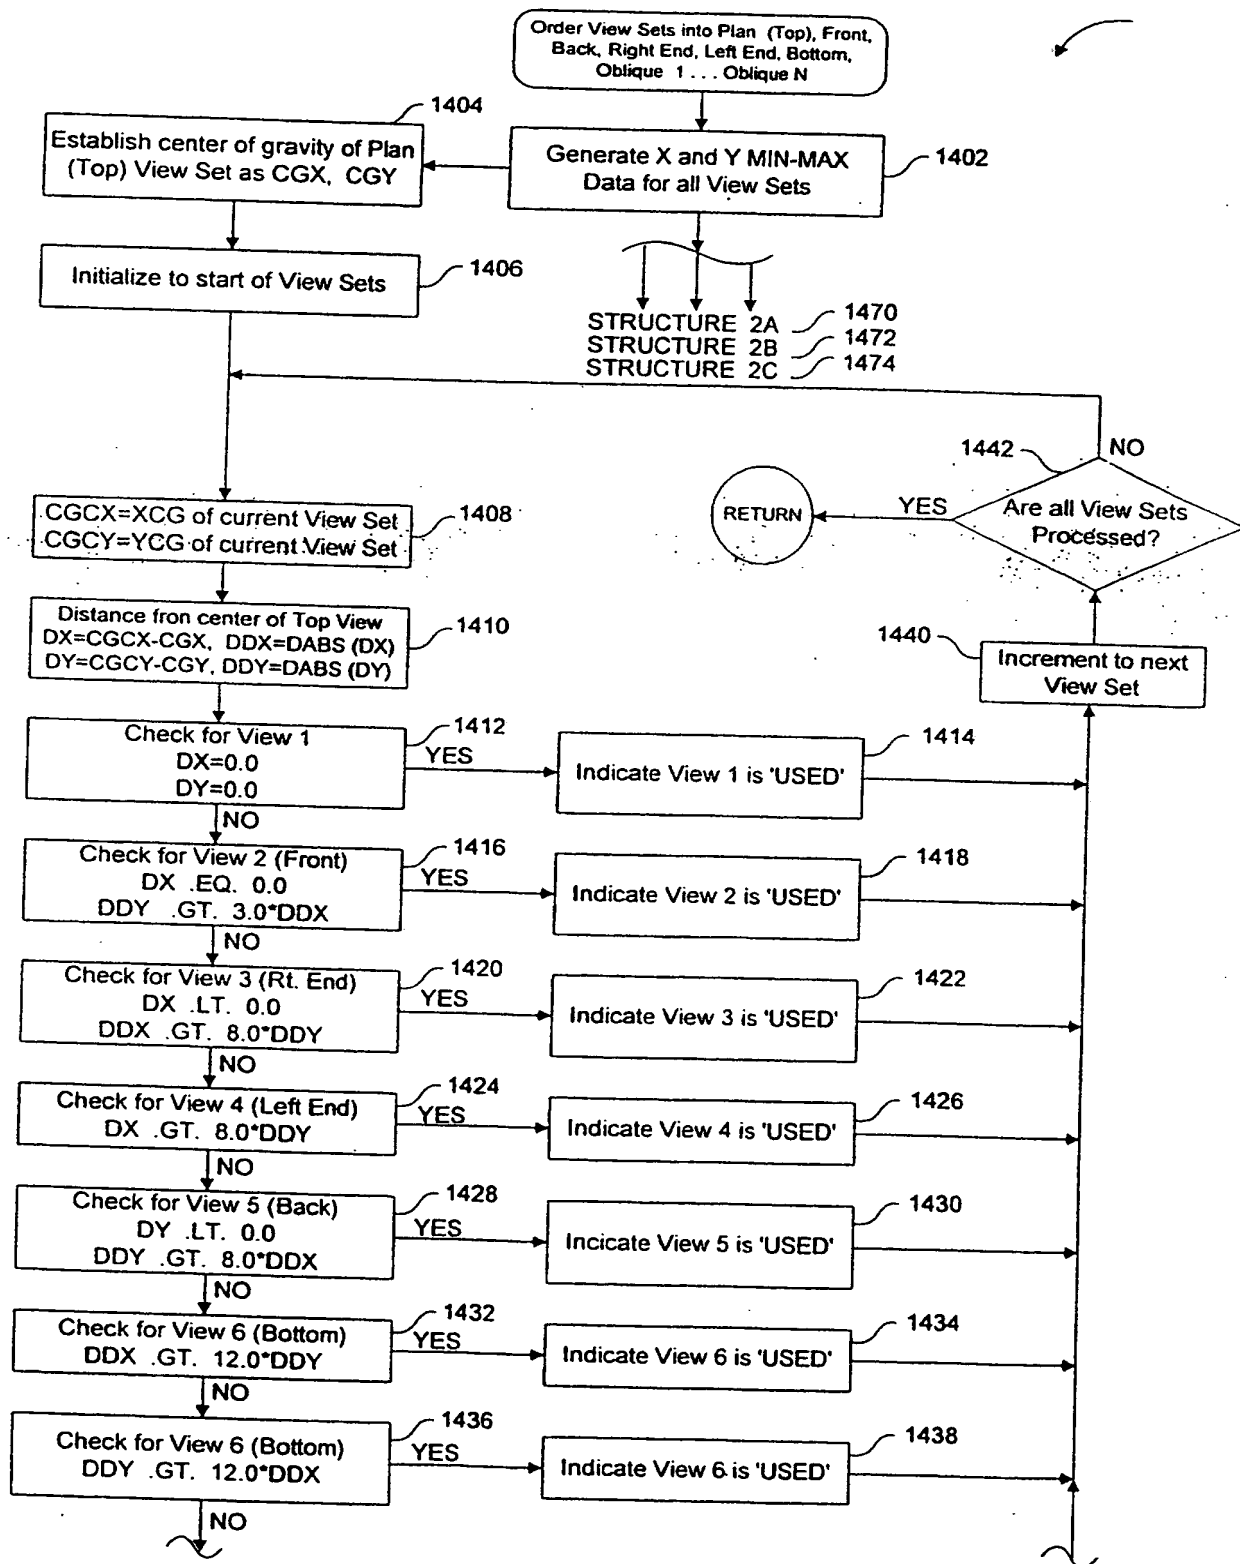 Order View Sets into Plan (Top), Front,
Back, Right End, Left End, Bottom,
Oblique 1 . . . Oblique N
1404
Establish center of gravity of Plan
(Top) View Set as CGX, CGY
Generate X and Y MIN-MAX
Data for all View Sets
1402
Initialize to start of View Sets
1406
STRUCTURE 2A
1470
STRUCTURE 2B
1472
STRUCTURE 2C
1474
1442
NO
Are all View Sets
Processed?
YES
RETURN
CGCX=XCG of current View Set
CGCY=YCG of current View Set
1408
Distance fron center of Top View
DX=CGCX-CGX, DDX=DABS (DX)
DY=CGCY-CGY, DDY=DABS (DY)
1410
1440
Increment to next
View Set
Check for View 1
DX=0.0
DY=0.0
1412
YES
Indicate View 1 is 'USED'
1414
NO
Check for View 2 (Front)
DX .EQ. 0.0
DDY .GT. 3.0*DDX
1416
YES
Indicate View 2 is 'USED'
1418
NO
Check for View 3 (Rt. End)
DX .LT. 0.0
DDX .GT. 8.0*DDY
1420
YES
Indicate View 3 is 'USED'
1422
NO
Check for View 4 (Left End)
DX .GT. 8.0*DDY
1424
YES
Indicate View 4 is 'USED'
1426
NO
Check for View 5 (Back)
DY .LT. 0.0
DDY .GT. 8.0*DDX
1428
YES
Incicate View 5 is 'USED'
1430
NO
Check for View 6 (Bottom)
DDX .GT. 12.0*DDY
1432
YES
Indicate View 6 is 'USED'
1434
NO
Check for View 6 (Bottom)
DDY .GT. 12.0*DDX
1436
YES
Indicate View 6 is 'USED'
1438
NO